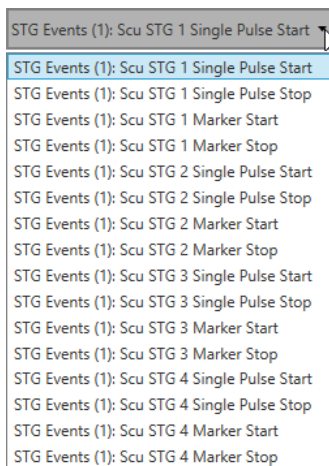 STG Events (1): Scu STG 1 Single Pulse Start
STG Events (1): Scu STG 1 Single Pulse Start
STG Events (1): Scu STG 1 Single Pulse Stop
STG Events (1): Scu STG 1 Marker Start
STG Events (1): Scu STG 1 Marker Stop
STG Events (1): Scu STG 2 Single Pulse Start
STG Events (1): Scu STG 2 Single Pulse Stop
STG Events (1): Scu STG 2 Marker Start
STG Events (1): Scu STG 2 Marker Stop
STG Events (1): Scu STG 3 Single Pulse Start
STG Events (1): Scu STG 3 Single Pulse Stop
STG Events (1): Scu STG 3 Marker Start
STG Events (1): Scu STG 3 Marker Stop
STG Events (1): Scu STG 4 Single Pulse Start
STG Events (1): Scu STG 4 Single Pulse Stop
STG Events (1): Scu STG 4 Marker Start
STG Events (1): Scu STG 4 Marker Stop